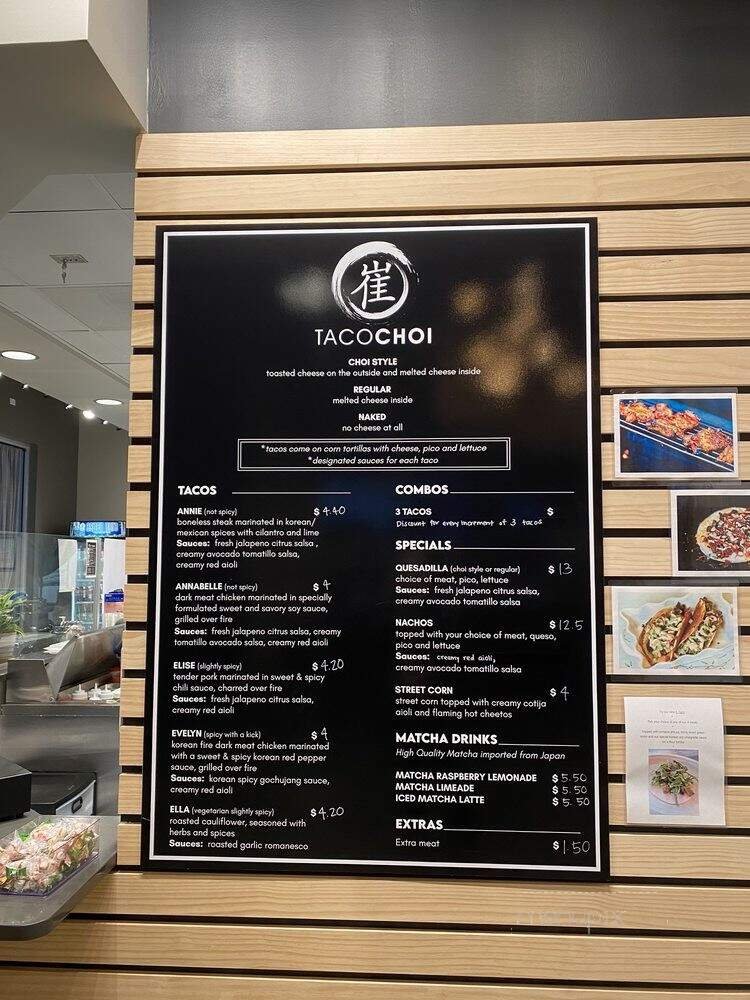 崔
TACOCHOI
CHOI STYLE
toasted cheese on the outside and melted cheese inside
REGULAR
melted cheese inside
NAKED
no cheese at all
*tacos come on corn tortillas with cheese, pico and lettuce
*designated sauces for each taco
TACOS
ANNIE (not spicy) $ 4.40
boneless steak marinated in korean/
mexican spices with cilantro and lime
Sauces: fresh jalapeno citrus salsa ,
creamy avocado tomatillo salsa,
creamy red aioli
ANNABELLE (not spicy) $ 4
dark meat chicken marinated in specially
formulated sweet and savory soy sauce,
grilled over fire
Sauces: fresh jalapeno citrus salsa, creamy
tomatillo avocado salsa, creamy red aioli
ELISE (slightly spicy) $ 4.20
tender pork marinated in sweet & spicy
chili sauce, charred over fire
Sauces: fresh jalapeno citrus salsa,
creamy red aioli
EVELYN (spicy with a kick) $ 4
korean fire dark meat chicken marinated
with a sweet & spicy korean red pepper
sauce, grilled over fire
Sauces: korean spicy gochujang sauce,
creamy red aioli
ELLA (vegetarian slightly spicy) $ 4.20
roasted cauliflower, seasoned with
herbs and spices
Sauces: roasted garlic romanesco
COMBOS
3 TACOS $
Discount for every increment of 3 tacos
SPECIALS
QUESADILLA (choi style or regular) $ 13
choice of meat, pico, lettuce
Sauces: fresh jalapeno citrus salsa,
creamy avocado tomatillo salsa
NACHOS $ 12.5
topped with your choice of meat, queso,
pico and lettuce
Sauces: creamy red aioli,
creamy avocado tomatillo salsa
STREET CORN $ 4
street corn topped with creamy cotija
aioli and flaming hot cheetos
MATCHA DRINKS
High Quality Matcha imported from Japan
MATCHA RASPBERRY LEMONADE $ 5.50
MATCHA LIMEADE $ 5.50
ICED MATCHA LATTE $ 5.50
EXTRAS
Extra meat $ 1.50